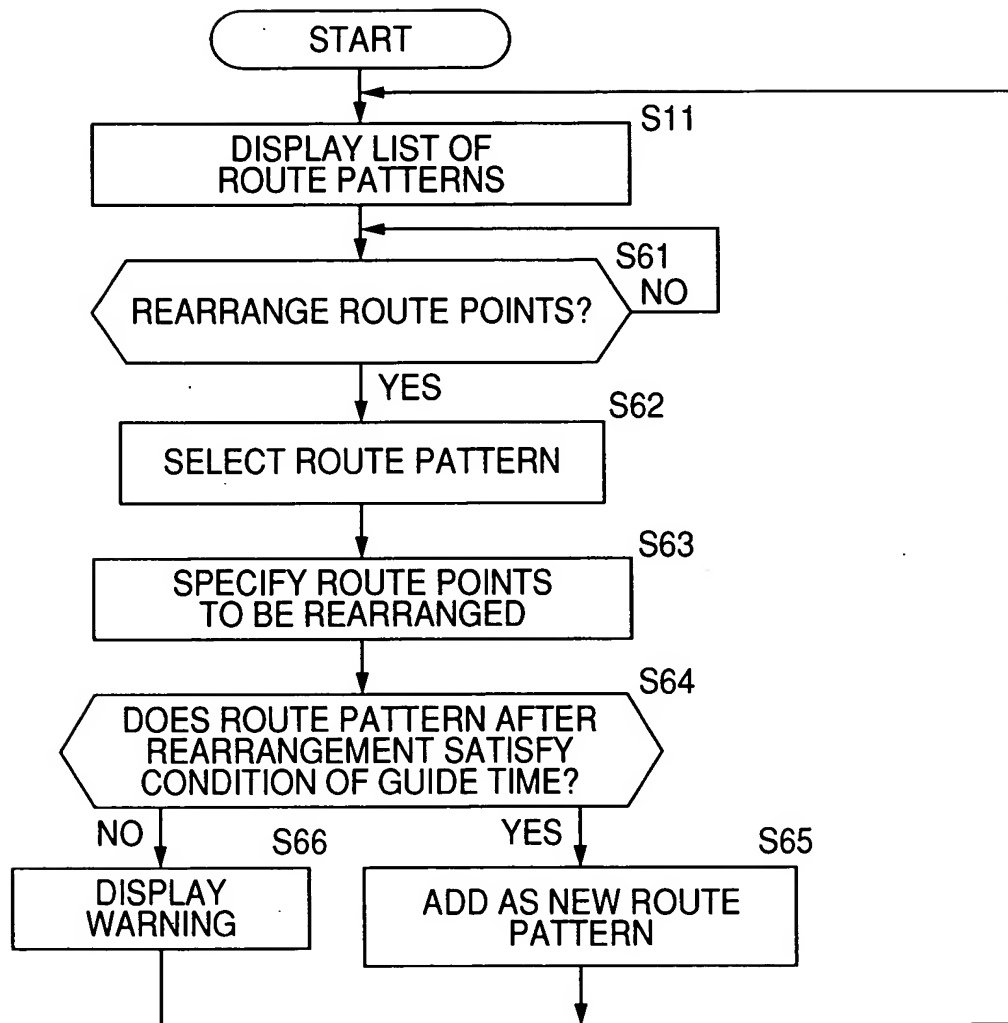 START
S11
DISPLAY LIST OF
ROUTE PATTERNS
S61
REARRANGE ROUTE POINTS?
NO
YES
S62
SELECT ROUTE PATTERN
S63
SPECIFY ROUTE POINTS
TO BE REARRANGED
S64
DOES ROUTE PATTERN AFTER
REARRANGEMENT SATISFY
CONDITION OF GUIDE TIME?
NO
S66
YES
S65
DISPLAY
WARNING
ADD AS NEW ROUTE
PATTERN